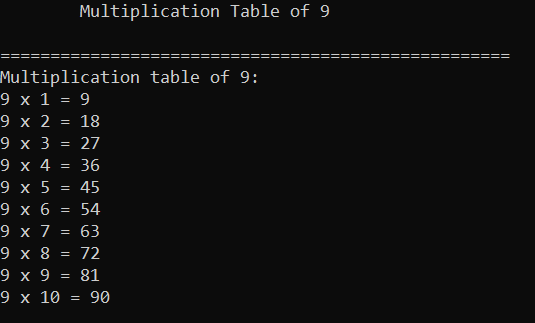 Multiplication Table of 9
===================================================
Multiplication table of 9:
9 x 1 = 9
9 x 2 = 18
9 x 3 = 27
9 x 4 = 36
9 x 5 = 45
9 x 6 = 54
9 x 7 = 63
9 x 8 = 72
9 x 9 = 81
9 x 10 = 90